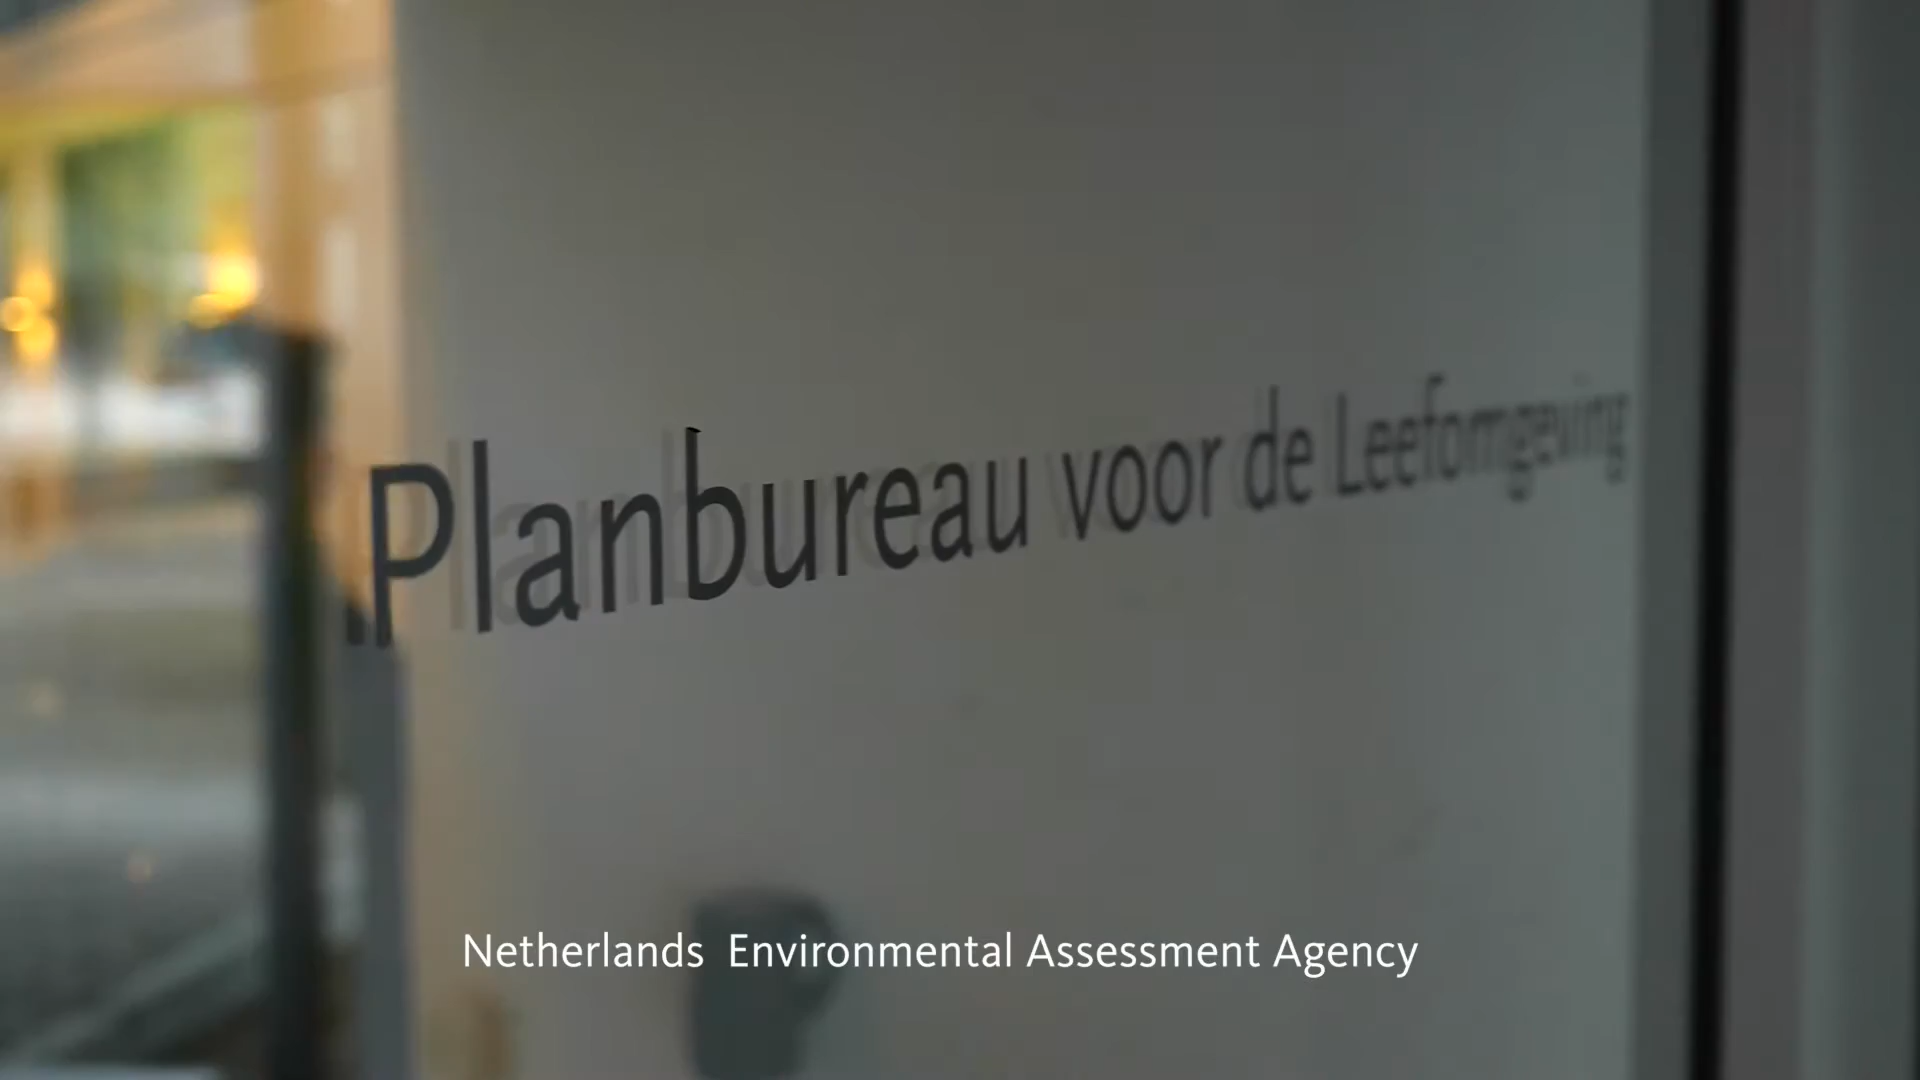 Planbureau voor de Leefomgeving
Netherlands Environmental Assessment Agency